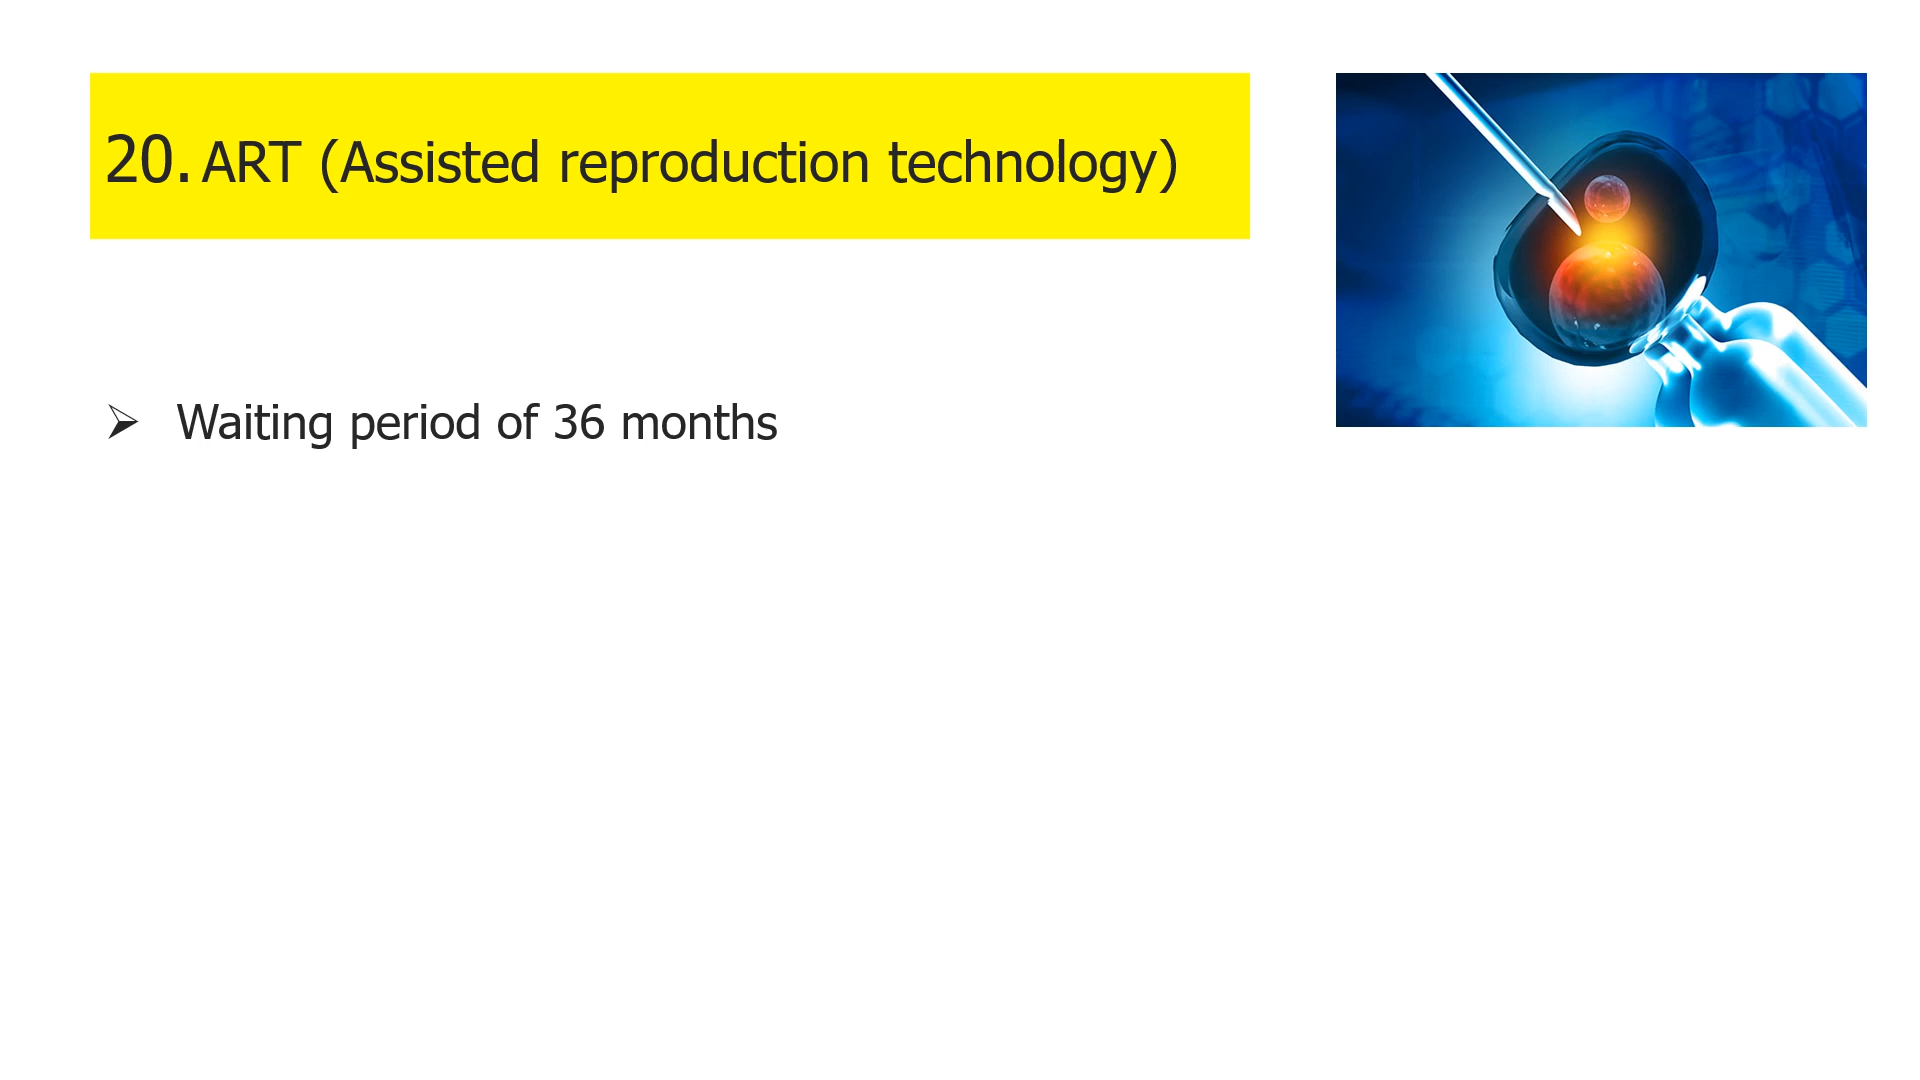 20. ART (Assisted reproduction technology)
➢ Waiting period of 36 months